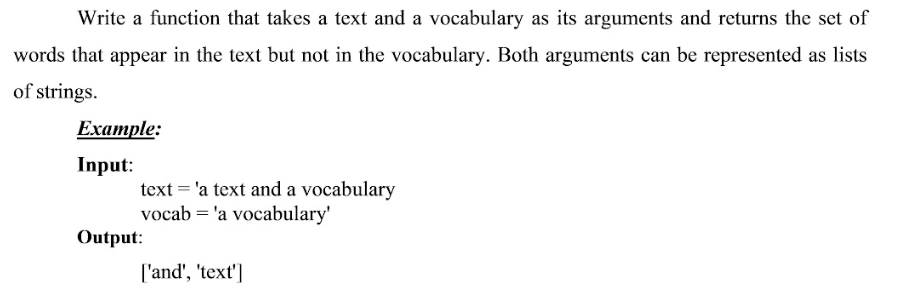 Write a function that takes a text and a vocabulary as its arguments and returns the set of
words that appear in the text but not in the vocabulary. Both arguments can be represented as lists
of strings.
Example:
Input:
text = 'a text and a vocabulary
vocab = 'a vocabulary'
Output:
['and', 'text']